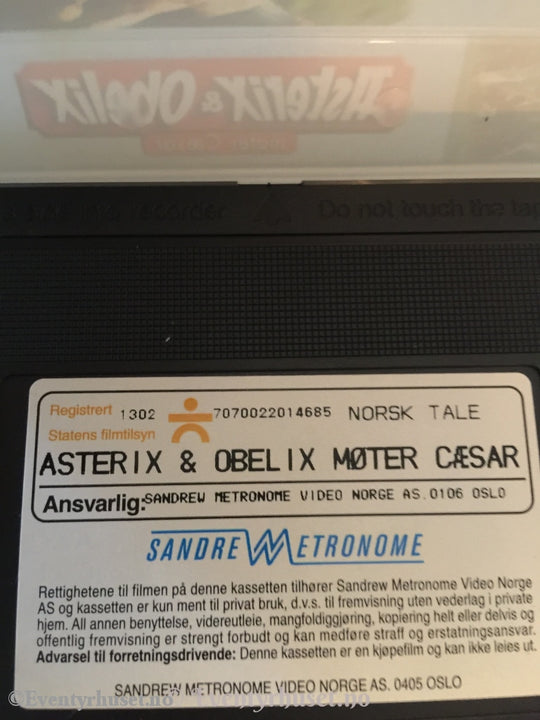 Asterix & Obelix
møter Cæsar
recorder Do not touch the tap
Registrert 1302 7070022014685 NORSK TALE
Statens filmtilsyn
ASTERIX & OBELIX MØTER CÆSAR
Ansvarlig: SANDREW METRONOME VIDEO NORGE AS.0106 OSLO
SANDREW METRONOME
Rettighetene til filmen på denne kassetten tilhører Sandrew Metronome Video Norge
AS og kassetten er kun ment til privat bruk, d.v.s. til fremvisning uten vederlag i private
hjem. All annen benyttelse, videreutleie, mangfoldiggjøring, kopiering helt eller delvis og
offentlig fremvisning er strengt forbudt og kan medføre straff og erstatningsansvar.
Advarsel til forretningsdrivende: Denne kassetten er en kjøpefilm og kan ikke leies ut.
SANDREW METRONOME VIDEO NORGE AS. 0405 OSLO
©Eventyrhuset.no ©Eventyrhuset.no